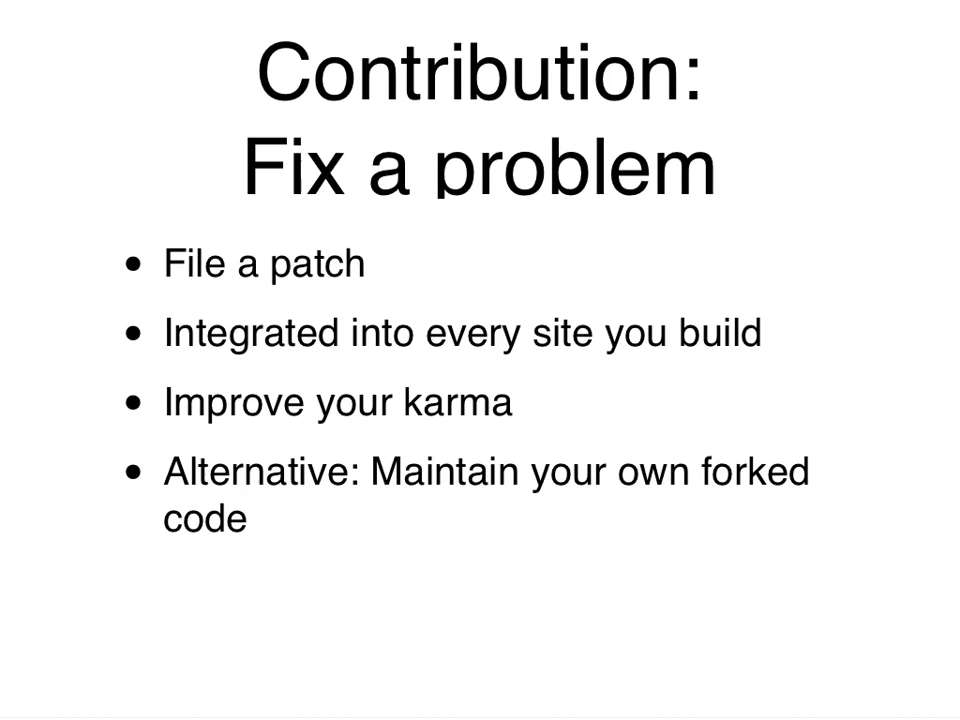 Contribution:
Fix a problem
• File a patch
• Integrated into every site you build
• Improve your karma
• Alternative: Maintain your own forked
code